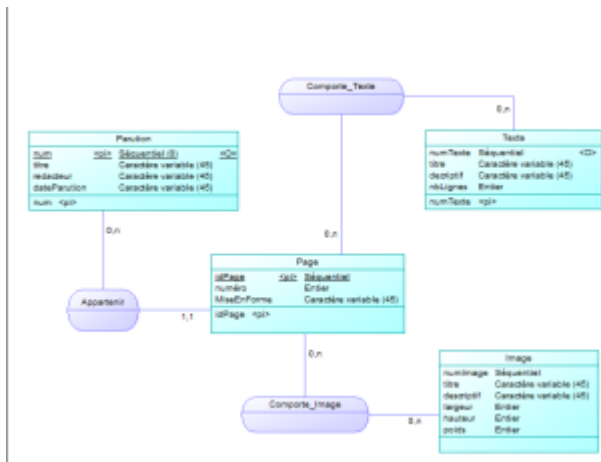 Comporte_Texte
0,n
Parution
num <pi> Séquentiel (8) <O>
titre Caractère variable (45)
redacteur Caractère variable (45)
dateParution Caractère variable (45)
num <pi>
Texte
numTexte Séquentiel <O>
titre Caractère variable (45)
decriptif Caractère variable (45)
nbLignes Entier
numTexte <pi>
0,n
0,n
Page
idPage <pi> Séquentiel
numéro Entier
MiseEnForme Caractère variable (45)
idPage <pi>
Appartenir
1,1
0,n
Image
numImage Séquentiel
titre Caractère variable (45)
descriptif Caractère variable (45)
largeur Entier
hauteur Entier
poids Entier
Comporte_Image
0,n